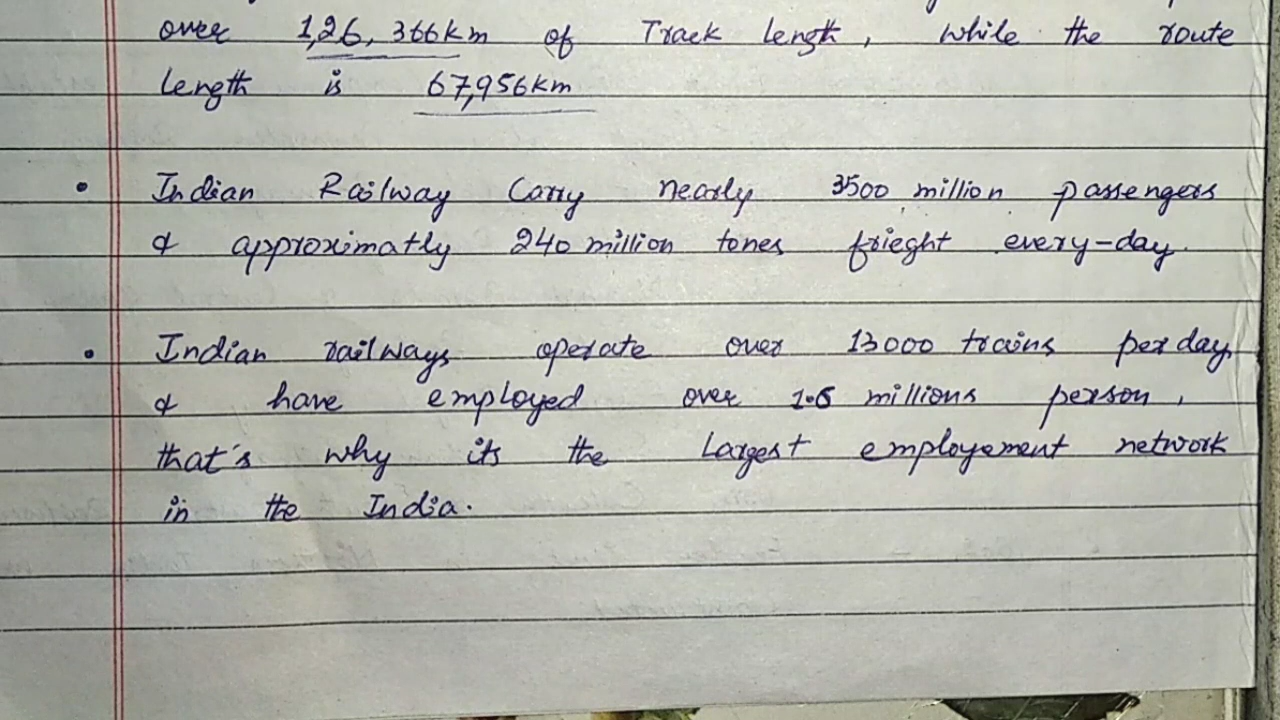 over 1,26,366km of Track length, while the route
length is 67,956km
• Indian Railway Carry nearly 3500 million passengers
& approximatly 240 million tones frieght every-day.
• Indian railways operate over 13000 trains per day
& have employed over 1.6 millions person,
that's why its the largest employement network
in the India.